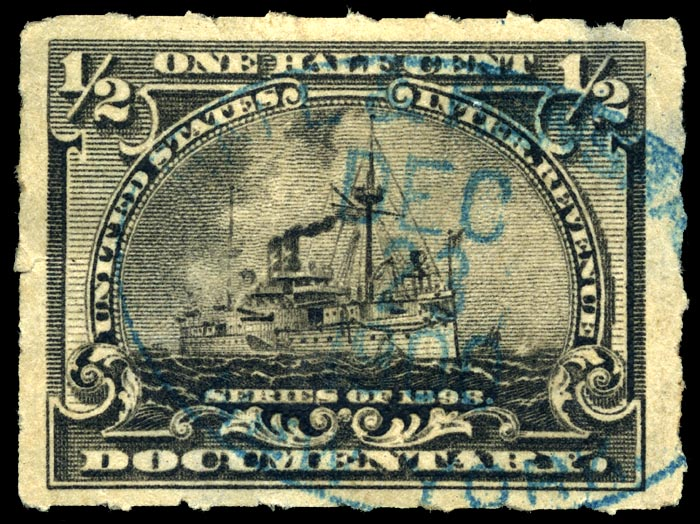 1/2 ONE HALF CENT 1/2
UNITED STATES INTER. REVENUE
DEC
SERIES OF 1898.
DOCUMENTARY.